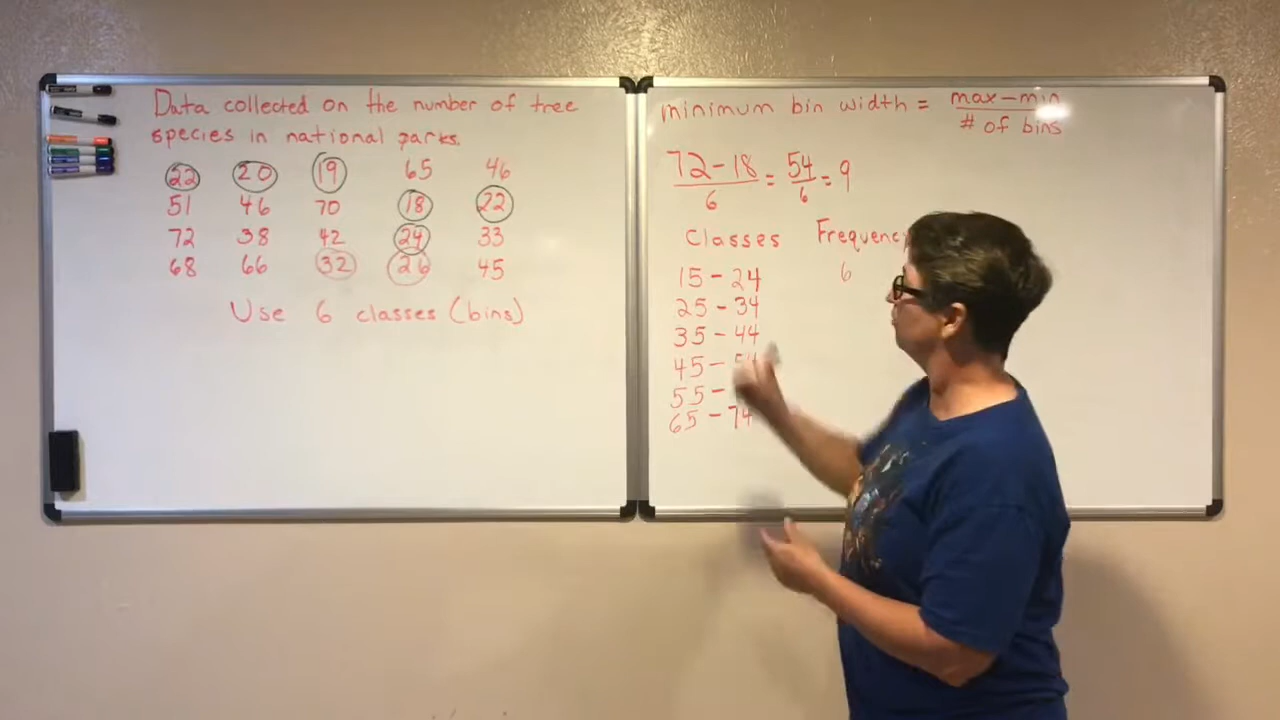 Data collected on the number of tree
species in national parks.
22 20 19 65 46
51 46 70 18 22
72 38 42 24 33
68 66 32 26 45
Use 6 classes (bins)
minimum bin width = max - min
# of bins
72 - 18 = 54 = 9
6 6
Classes Frequency
15 - 24 6
25 - 34
35 - 44
45 - 54
55 -
65 - 74